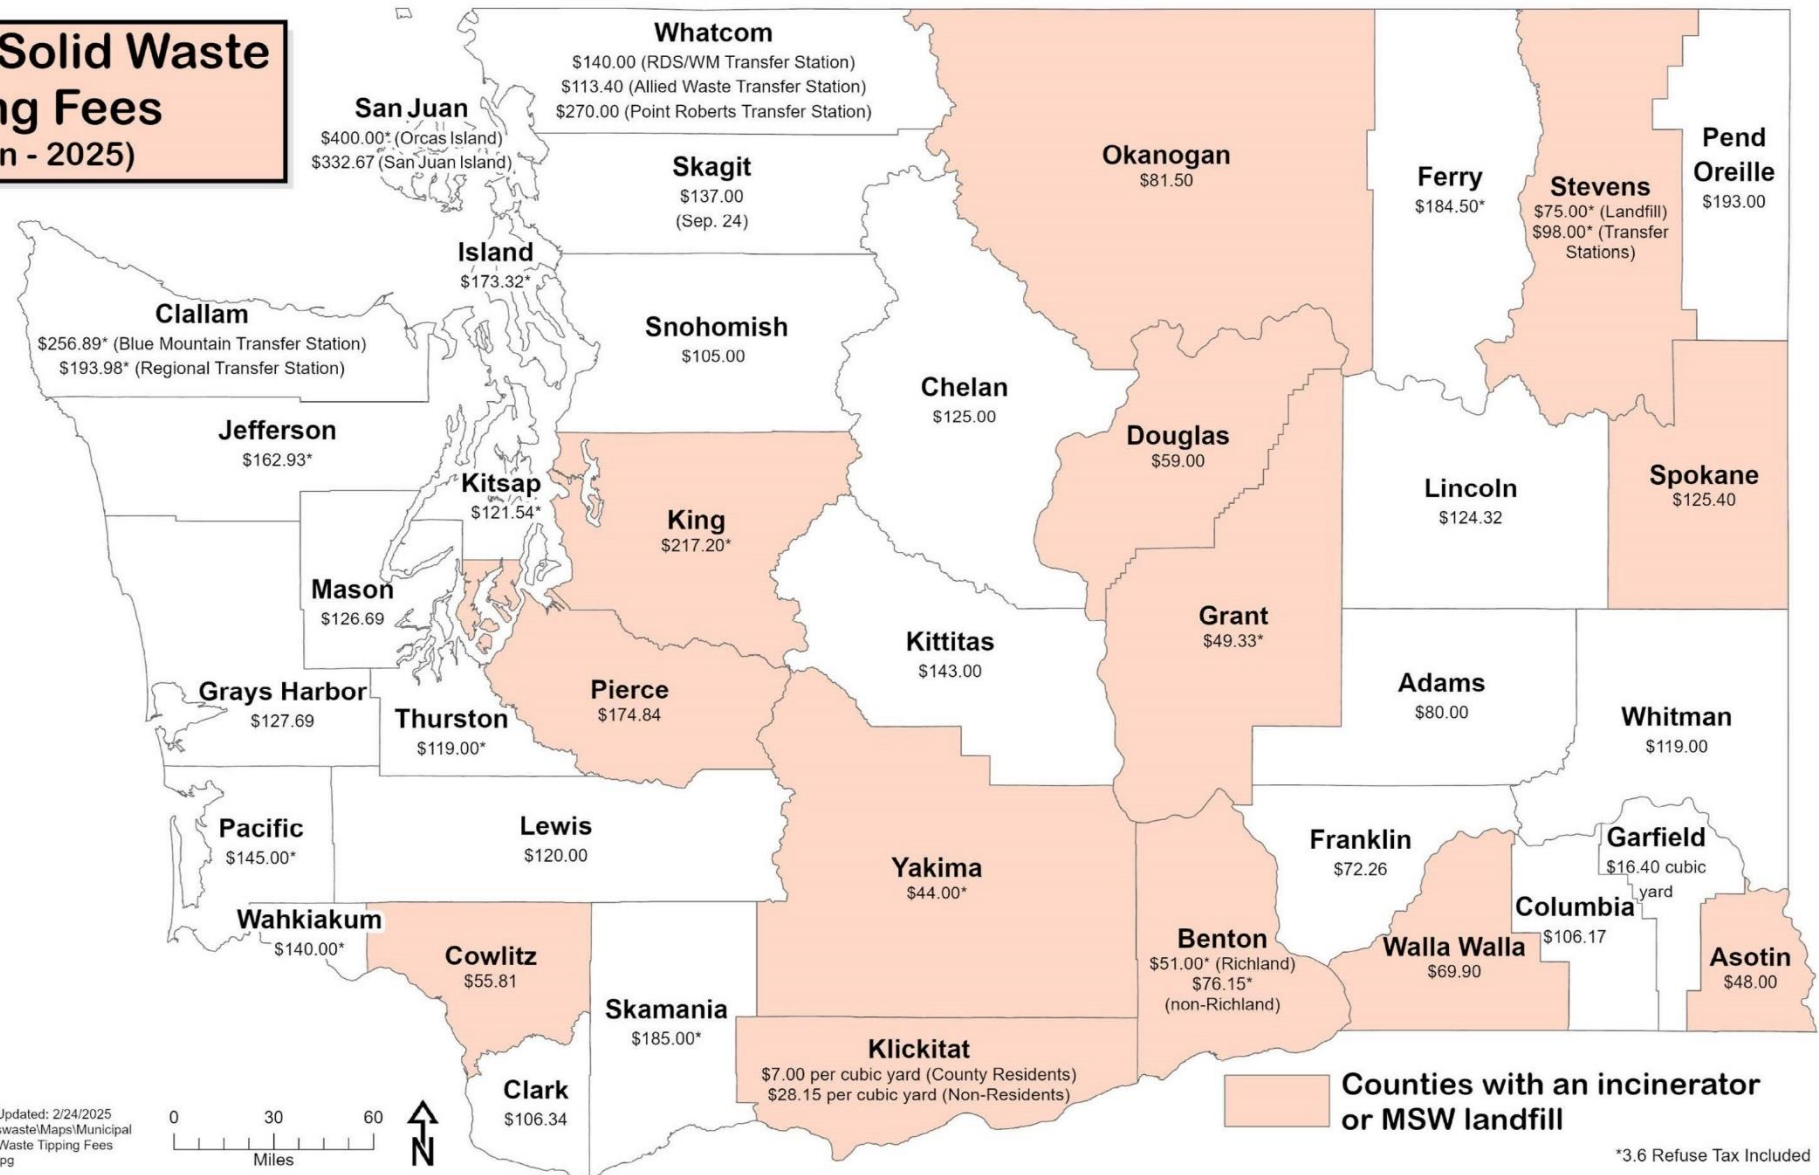 Solid Waste
ng Fees
n - 2025)
Whatcom
$140.00 (RDS/WM Transfer Station)
$113.40 (Allied Waste Transfer Station)
$270.00 (Point Roberts Transfer Station)
San Juan
$400.00* (Orcas Island)
$332.67 (San Juan Island)
Skagit
$137.00
(Sep. 24)
Okanogan
$81.50
Ferry
$184.50*
Stevens
$75.00* (Landfill)
$98.00* (Transfer
Stations)
Pend
Oreille
$193.00
Island
$173.32*
Clallam
$256.89* (Blue Mountain Transfer Station)
$193.98* (Regional Transfer Station)
Snohomish
$105.00
Chelan
$125.00
Jefferson
$162.93*
Douglas
$59.00
Kitsap
$121.54*
King
$217.20*
Lincoln
$124.32
Spokane
$125.40
Mason
$126.69
Kittitas
$143.00
Grant
$49.33*
Grays Harbor
$127.69
Thurston
$119.00*
Pierce
$174.84
Adams
$80.00
Whitman
$119.00
Pacific
$145.00*
Lewis
$120.00
Yakima
$44.00*
Franklin
$72.26
Garfield
$16.40 cubic
yard
Columbia
$106.17
Wahkiakum
$140.00*
Cowlitz
$55.81
Benton
$51.00* (Richland)
$76.15*
(non-Richland)
Walla Walla
$69.90
Asotin
$48.00
Skamania
$185.00*
Klickitat
$7.00 per cubic yard (County Residents)
$28.15 per cubic yard (Non-Residents)
Clark
$106.34
Counties with an incinerator
or MSW landfill
Updated: 2/24/2025
swaste\Maps\Municipal
Waste Tipping Fees
pg
0 30 60
Miles
N
*3.6 Refuse Tax Included